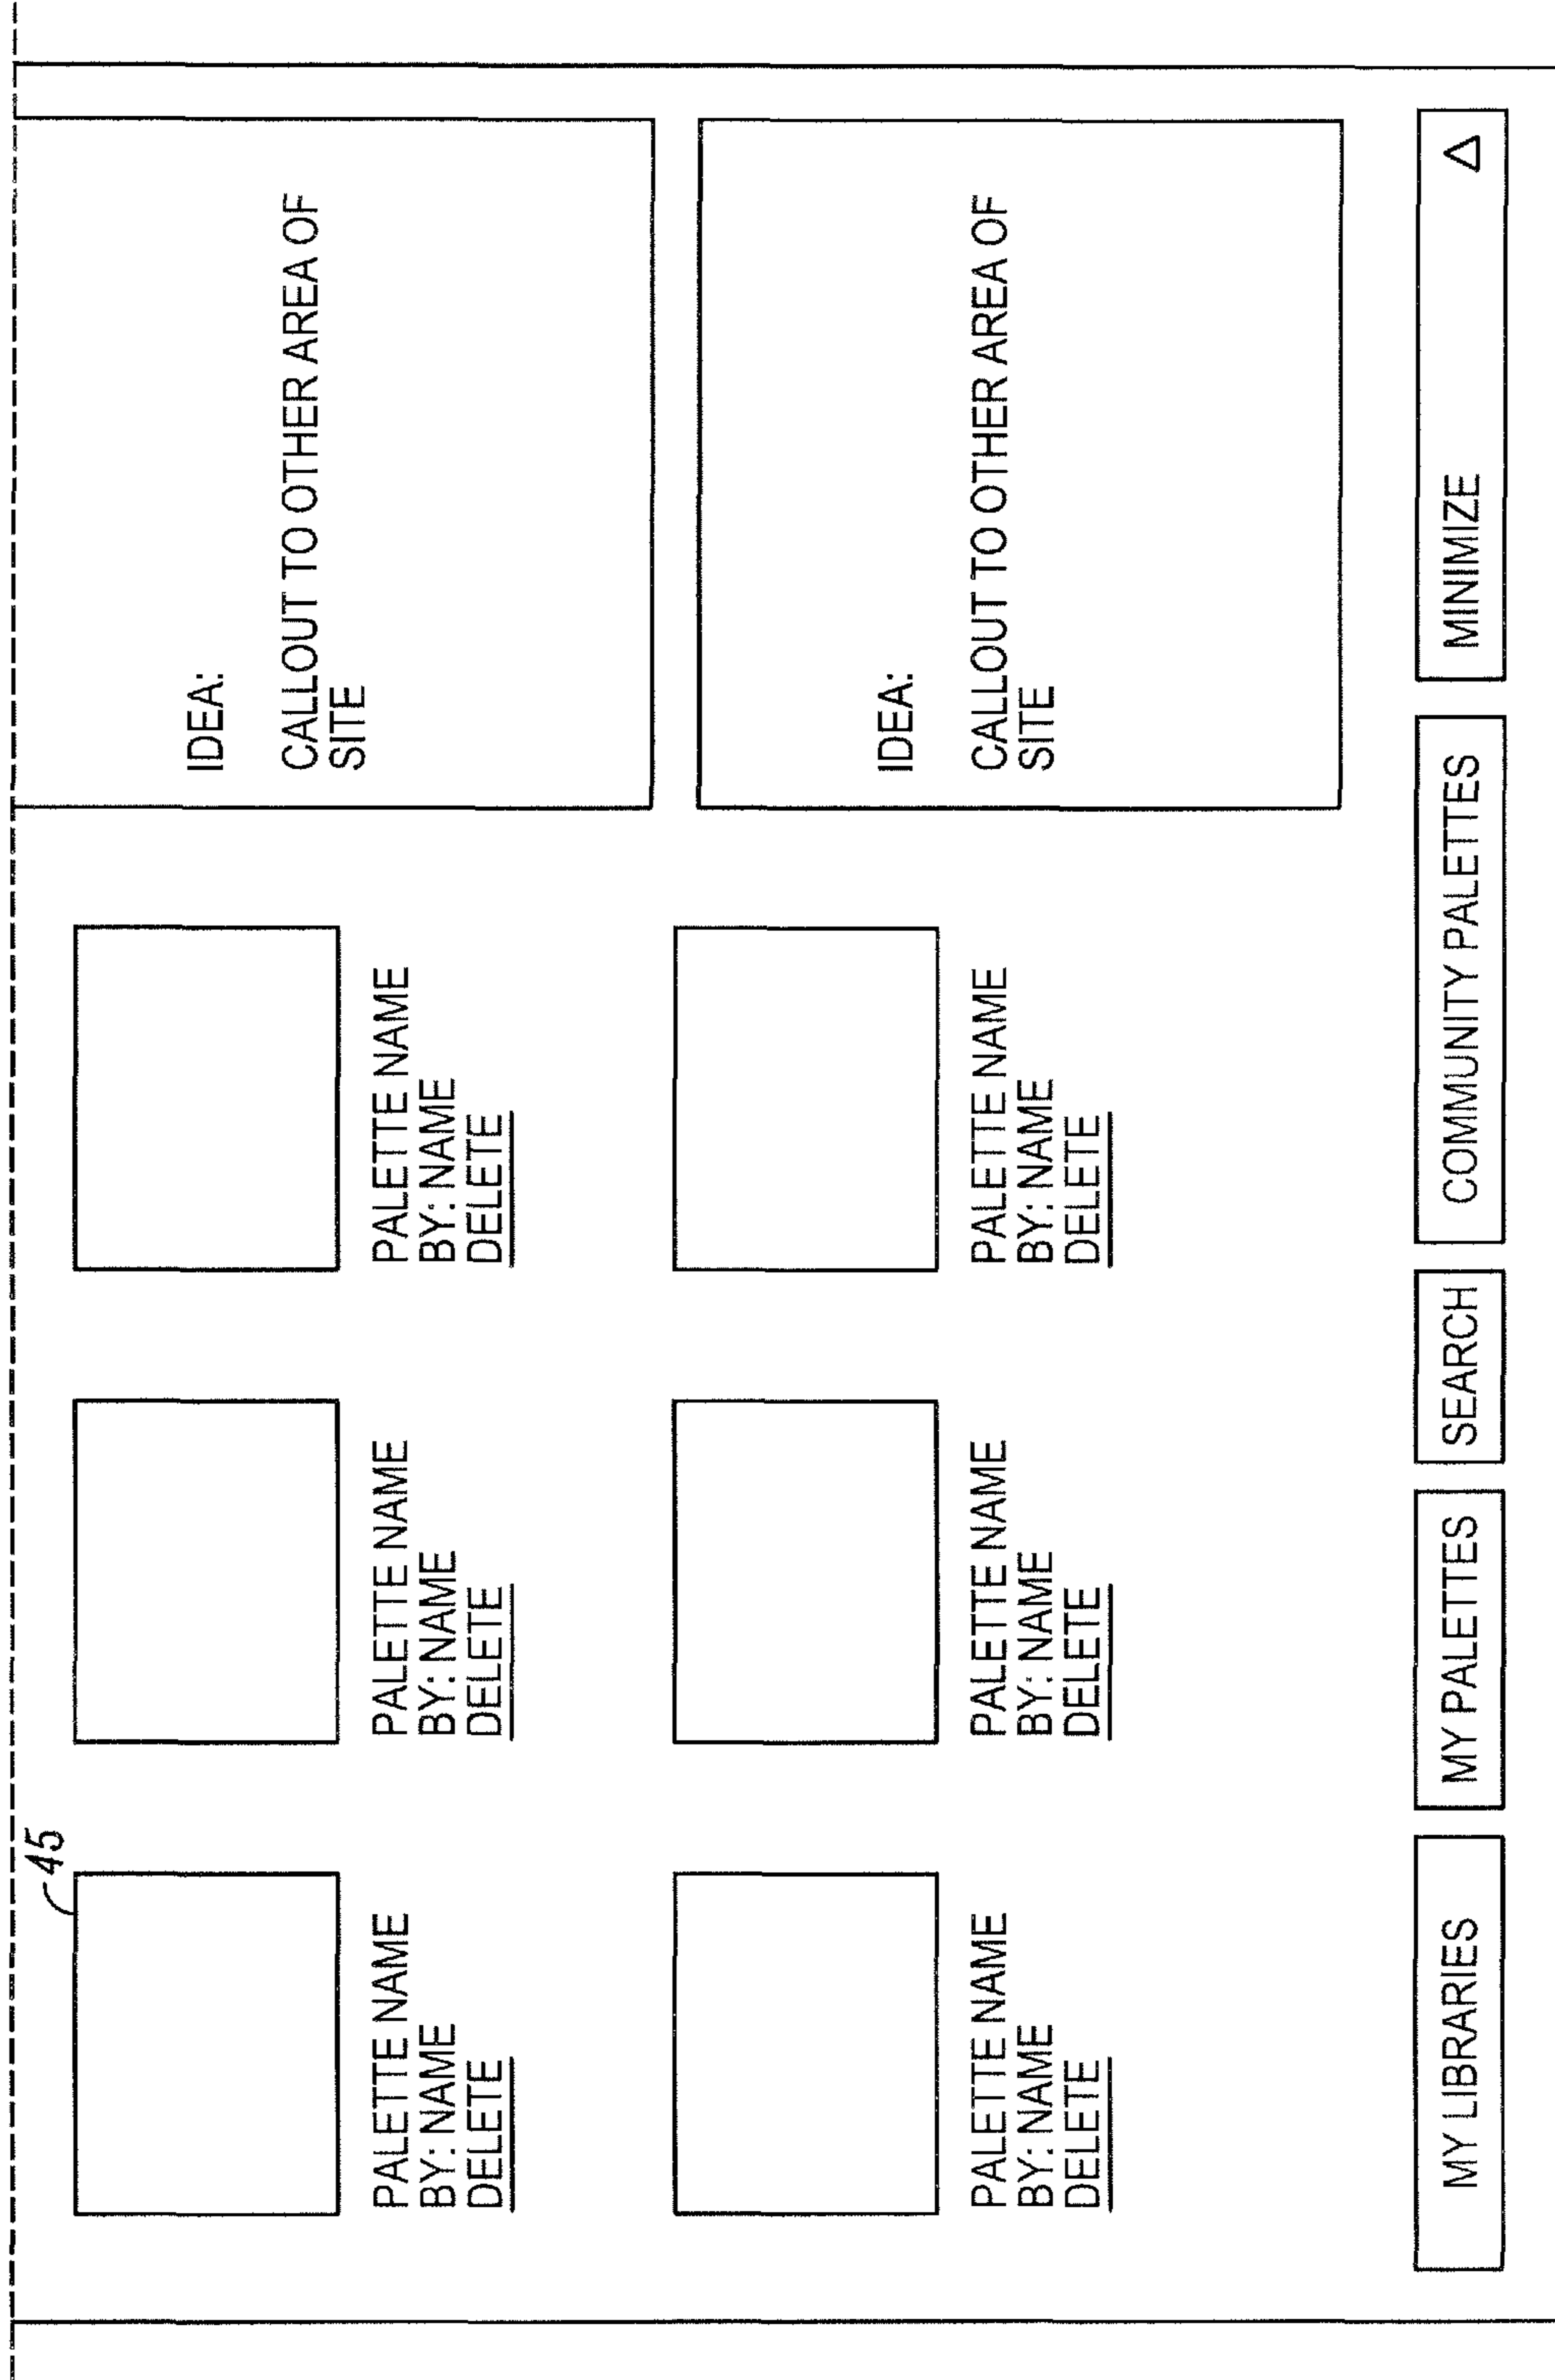 45
PALETTE NAME
BY: NAME
DELETE
PALETTE NAME
BY: NAME
DELETE
PALETTE NAME
BY: NAME
DELETE
IDEA:
CALLOUT TO OTHER AREA OF
SITE
PALETTE NAME
BY: NAME
DELETE
PALETTE NAME
BY: NAME
DELETE
PALETTE NAME
BY: NAME
DELETE
IDEA:
CALLOUT TO OTHER AREA OF
SITE
MY LIBRARIES
MY PALETTES
SEARCH
COMMUNITY PALETTES
MINIMIZE